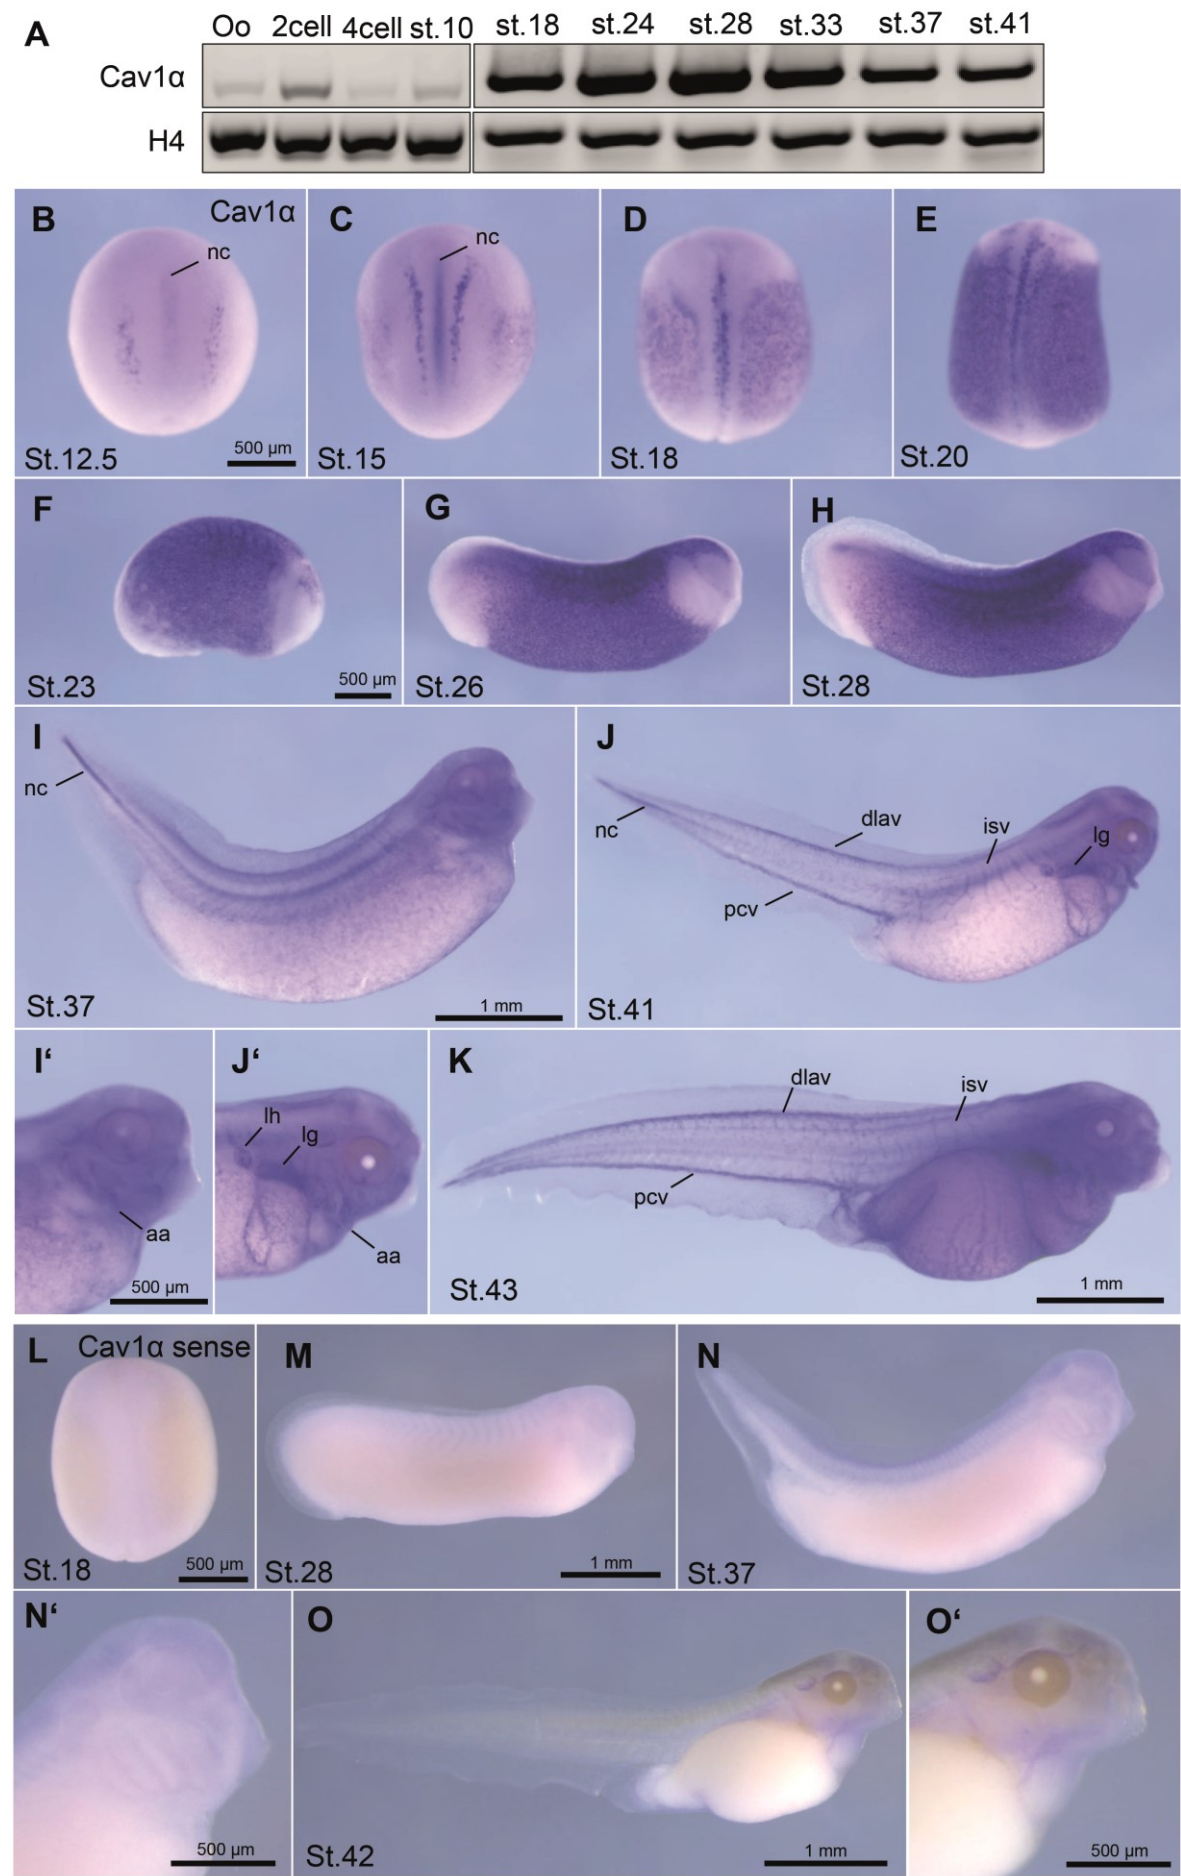 A
Oo 2cell 4cell st.10 st.18 st.24 st.28 st.33 st.37 st.41
Cav1α
H4
B Cav1α
nc
St.12.5 500 µm
C
nc
St.15
D
St.18
E
St.20
F
St.23 500 µm
G
St.26
H
St.28
I
nc
St.37 1 mm
J
nc
dlav
isv
lg
pcv
St.41
I‘
aa
500 µm
J‘
lh
lg
aa
K
dlav
isv
pcv
St.43 1 mm
L Cav1α sense
St.18 500 µm
M
St.28 1 mm
N
St.37
N‘
500 µm
O
St.42 1 mm
O‘
500 µm